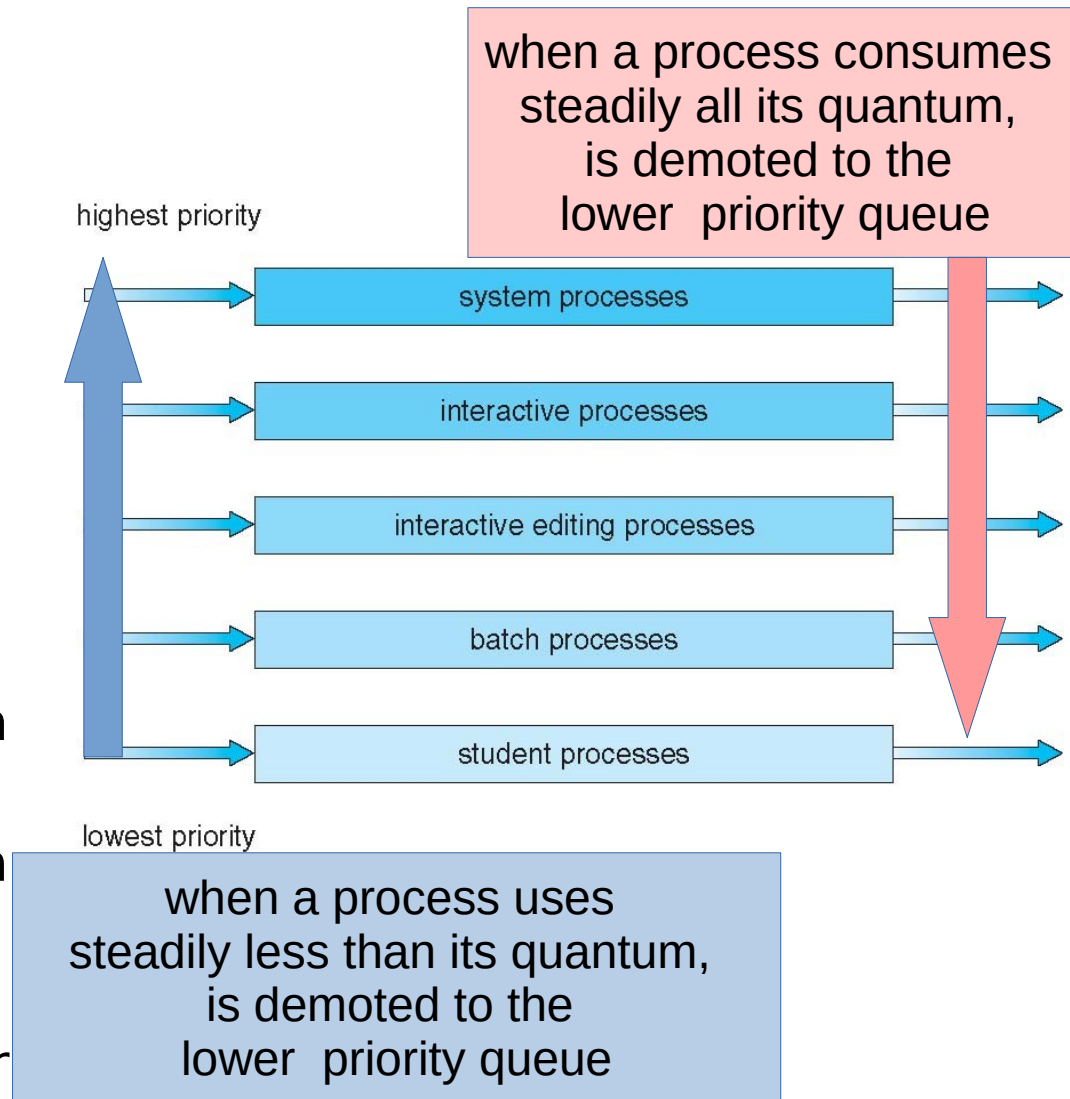 when a process consumes
steadily all its quantum,
is demoted to the
lower priority queue
highest priority
system processes
interactive processes
interactive editing processes
batch processes
student processes
lowest priority
when a process uses
steadily less than its quantum,
is demoted to the
lower priority queue